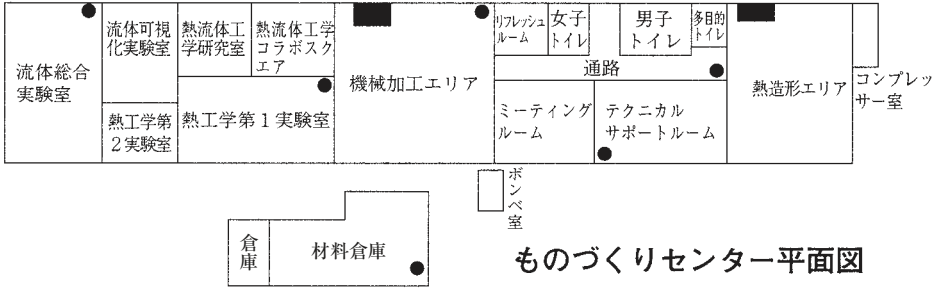 流体総合
実験室
流体可視
化実験室
熱工学第
2実験室
熱流体工
学研究室
熱流体工学
コラボスク
エア
熱工学第1実験室
機械加工エリア
リフレッシュ
ルーム
女子
トイレ
男子
トイレ
多目的
トイレ
通路
ミーティング
ルーム
テクニカル
サポートルーム
熱造形エリア
コンプレッ
サー室
ボンベ室
倉庫
材料倉庫
ものづくりセンター平面図